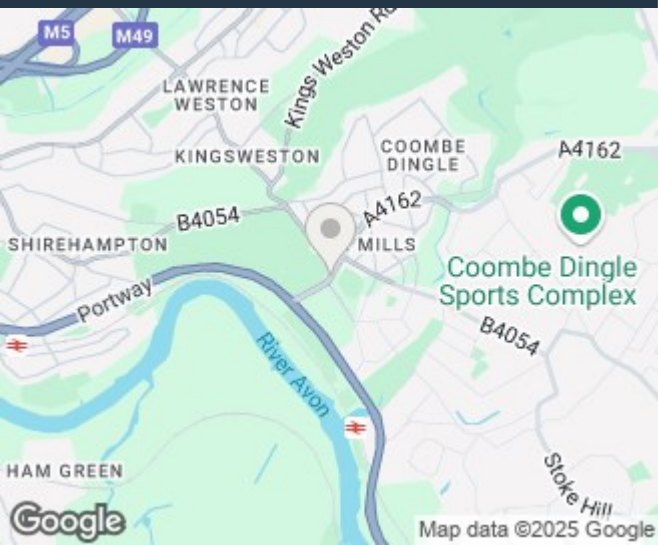 M5
M49
Kings Weston Ro
LAWRENCE
WESTON
KINGSWESTON
COOMBE
DINGLE
A4162
A4162
B4054
SHIREHAMPTON
MILLS
Portway
Coombe Dingle
Sports Complex
B4054
River Avon
HAM GREEN
Stoke Hill
Google
Map data ©2025 Google